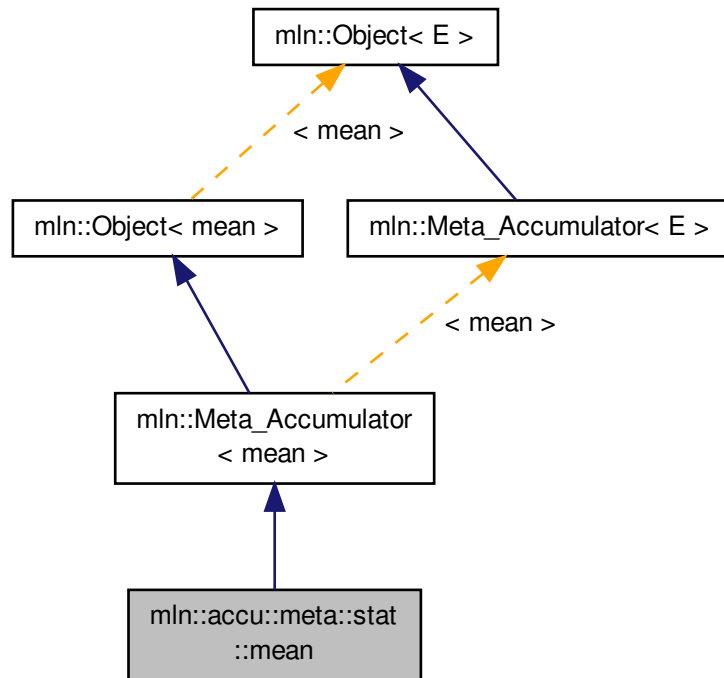 mln::Object< E >
< mean >
mln::Object< mean >
mln::Meta_Accumulator< E >
< mean >
mln::Meta_Accumulator
< mean >
mln::accu::meta::stat
::mean